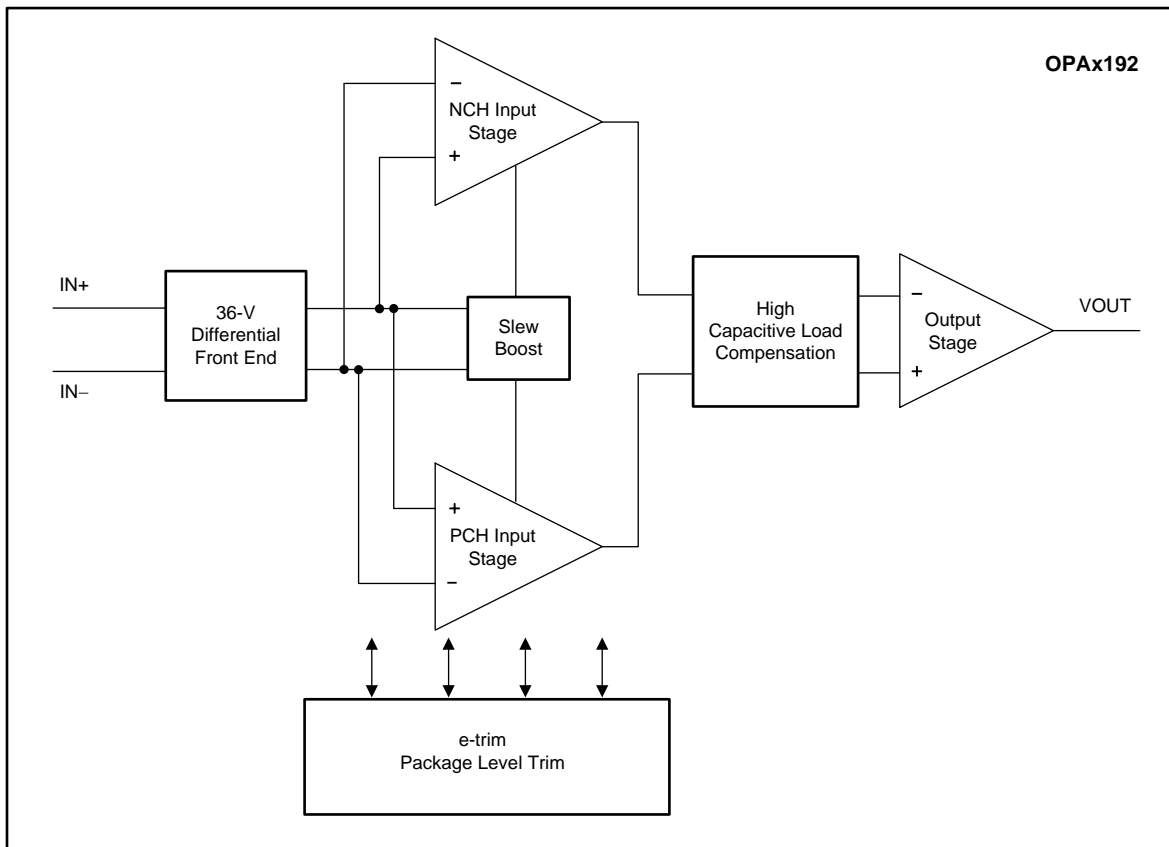 OPAx192
−
NCH Input
Stage
+
IN+
IN−
36-V
Differential
Front End
Slew
Boost
High
Capacitive Load
Compensation
−
Output
Stage
+
VOUT
+
PCH Input
Stage
−
e-trim
Package Level Trim